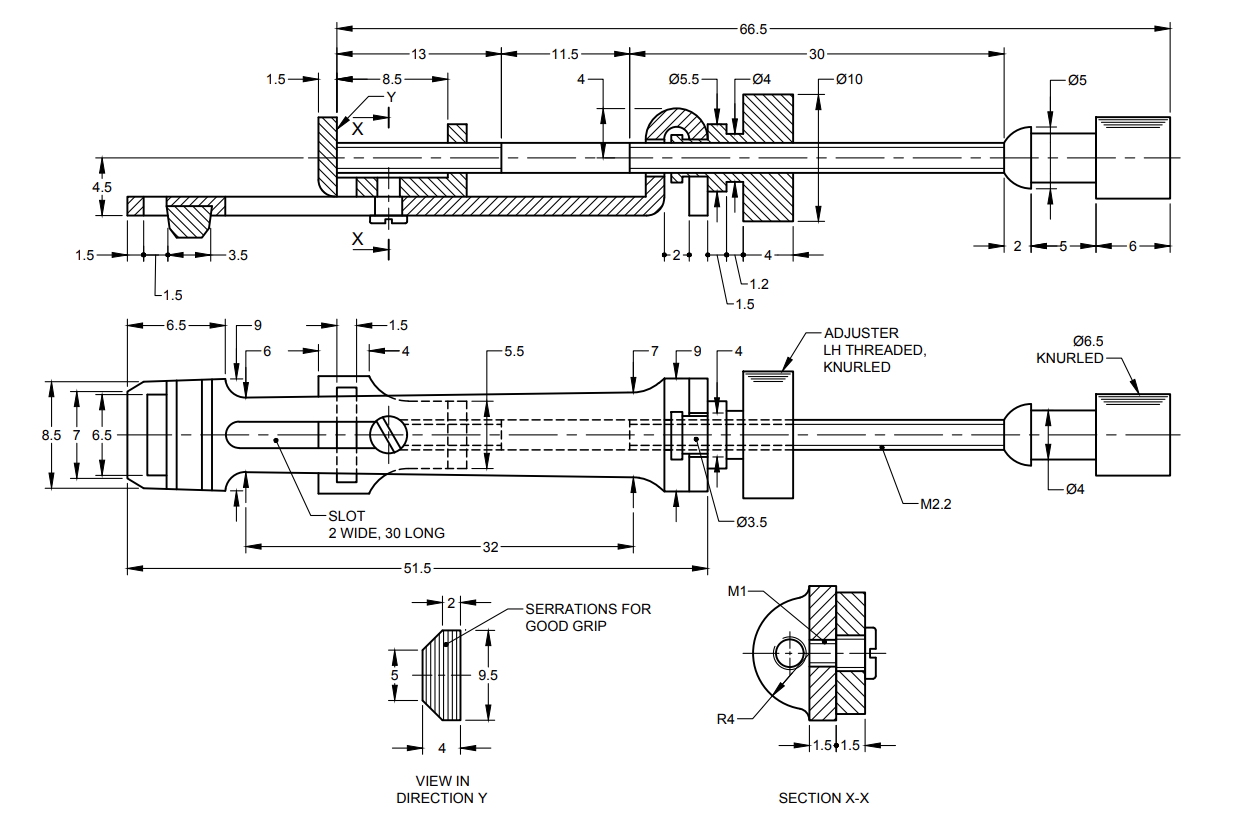 66.5
13
11.5
30
1.5
8.5
4
Ø5.5
Ø4
Ø10
Ø5
Y
X
4.5
X
1.5
3.5
1.5
2
4
1.2
1.5
2
5
6
6.5
9
1.5
6
4
5.5
7
9
4
ADJUSTER
LH THREADED,
KNURLED
Ø6.5
KNURLED
8.5
7
6.5
SLOT
2 WIDE, 30 LONG
Ø3.5
M2.2
Ø4
32
51.5
2
SERRATIONS FOR
GOOD GRIP
5
9.5
4
VIEW IN
DIRECTION Y
M1
R4
1.5
1.5
SECTION X-X